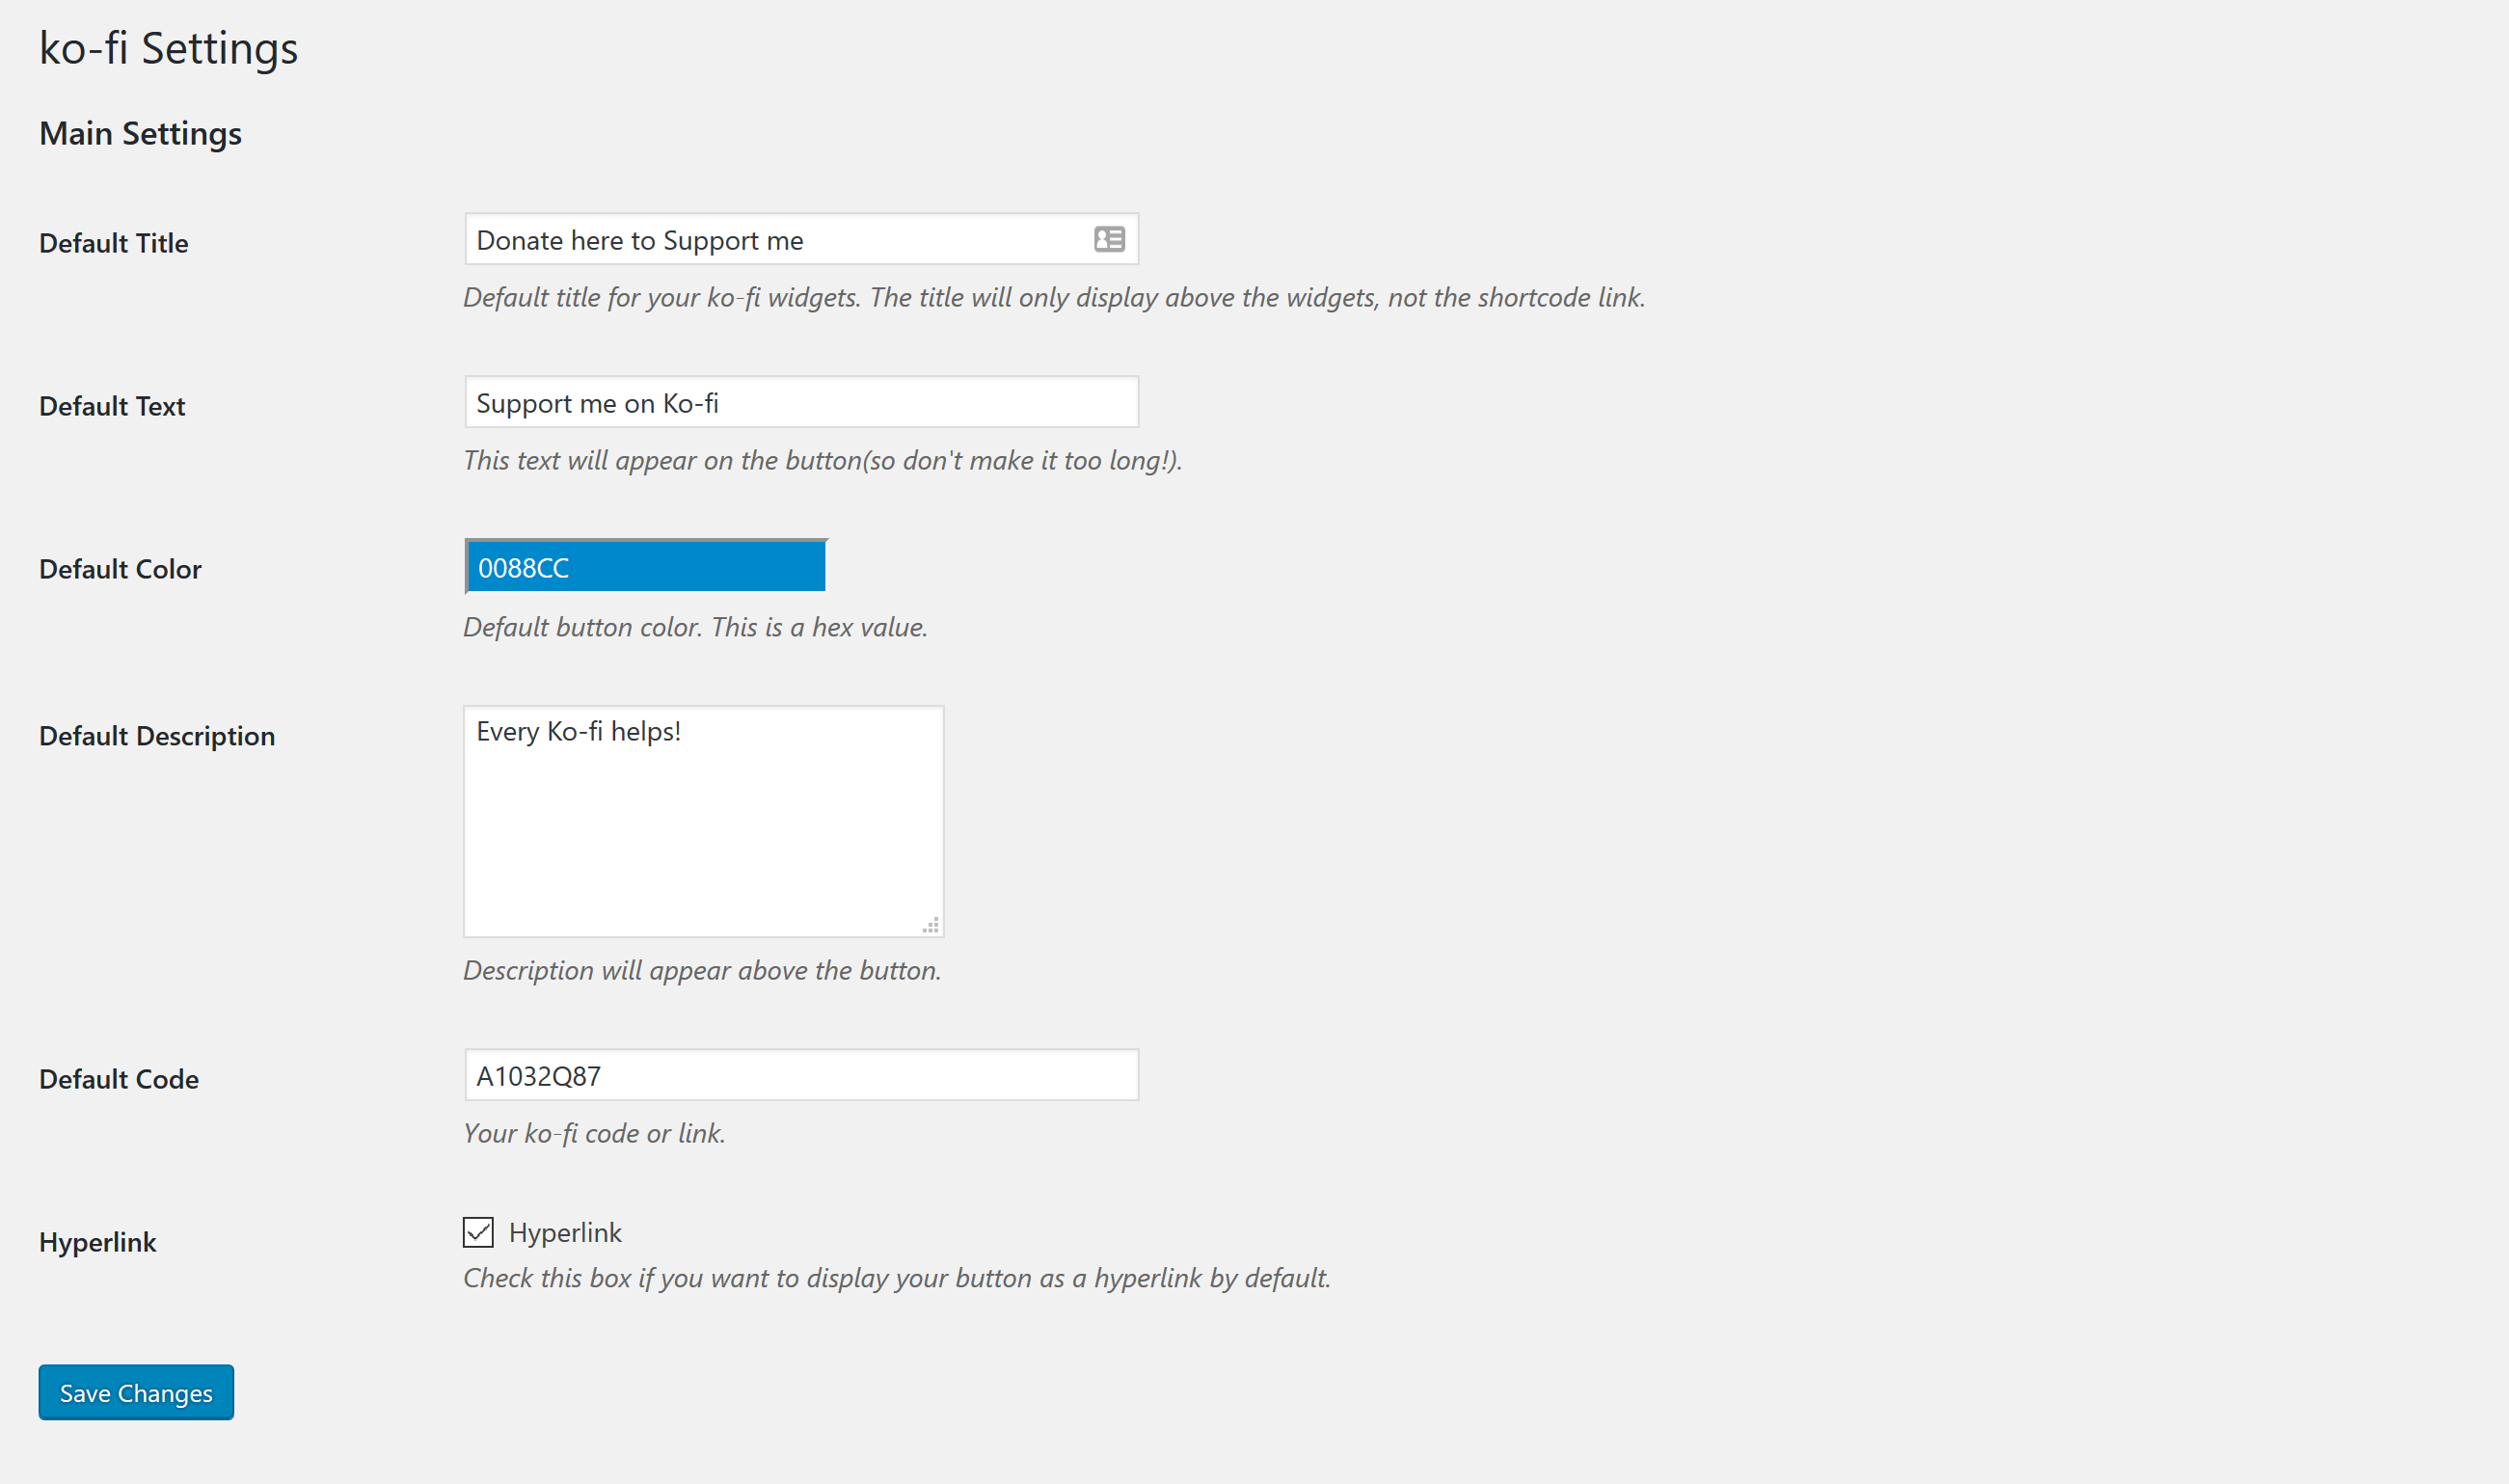 ko-fi Settings
Main Settings
Default Title
Donate here to Support me
Default title for your ko-fi widgets. The title will only display above the widgets, not the shortcode link.
Default Text
Support me on Ko-fi
This text will appear on the button(so don't make it too long!).
Default Color
0088CC
Default button color. This is a hex value.
Default Description
Every Ko-fi helps!
Description will appear above the button.
Default Code
A1032Q87
Your ko-fi code or link.
Hyperlink
Hyperlink
Check this box if you want to display your button as a hyperlink by default.
Save Changes